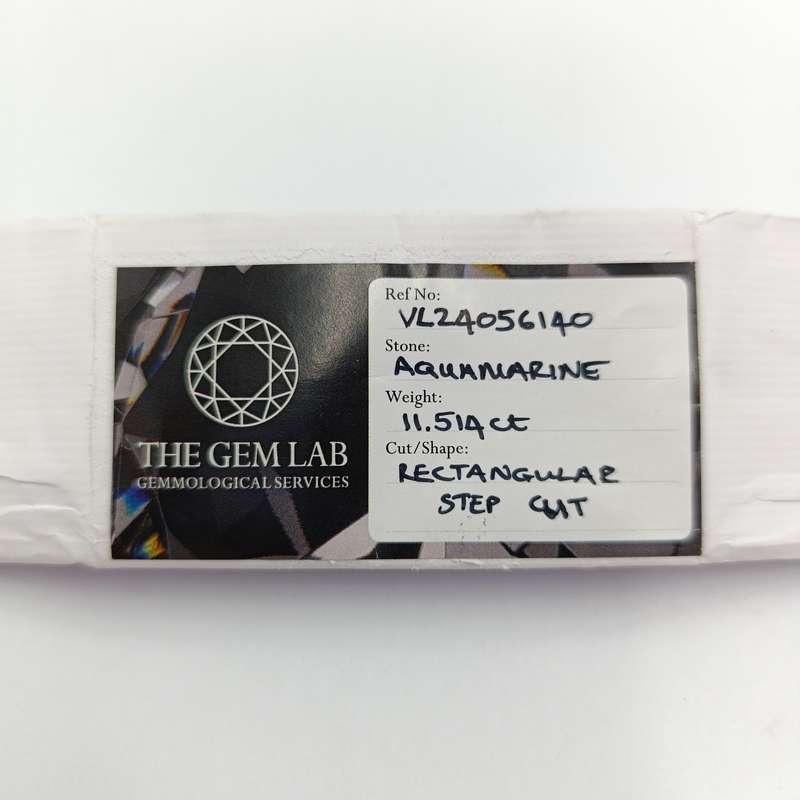 THE GEM LAB
GEMMOLOGICAL SERVICES
Ref No:
VL24056140
Stone:
AQUAMARINE
Weight:
11.514ct
Cut/Shape:
RECTANGULAR
STEP CUT